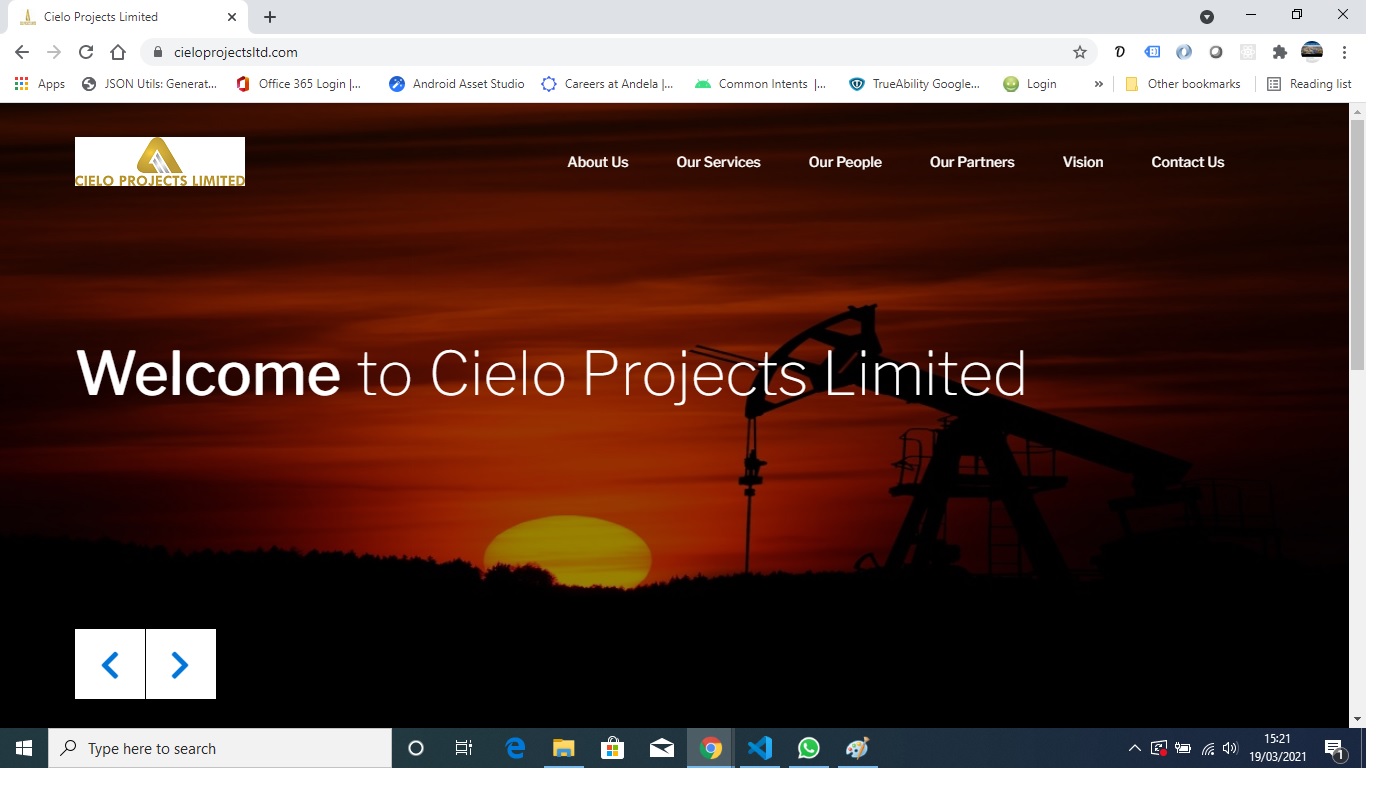 Cielo Projects Limited
cieloprojectsltd.com
Apps JSON Utils: Generat... Office 365 Login |... Android Asset Studio Careers at Andela |... Common Intents |... TrueAbility Google... Login » Other bookmarks Reading list
CIELO PROJECTS LIMITED
About Us Our Services Our People Our Partners Vision Contact Us
Welcome to Cielo Projects Limited
Type here to search
15:21
19/03/2021
1